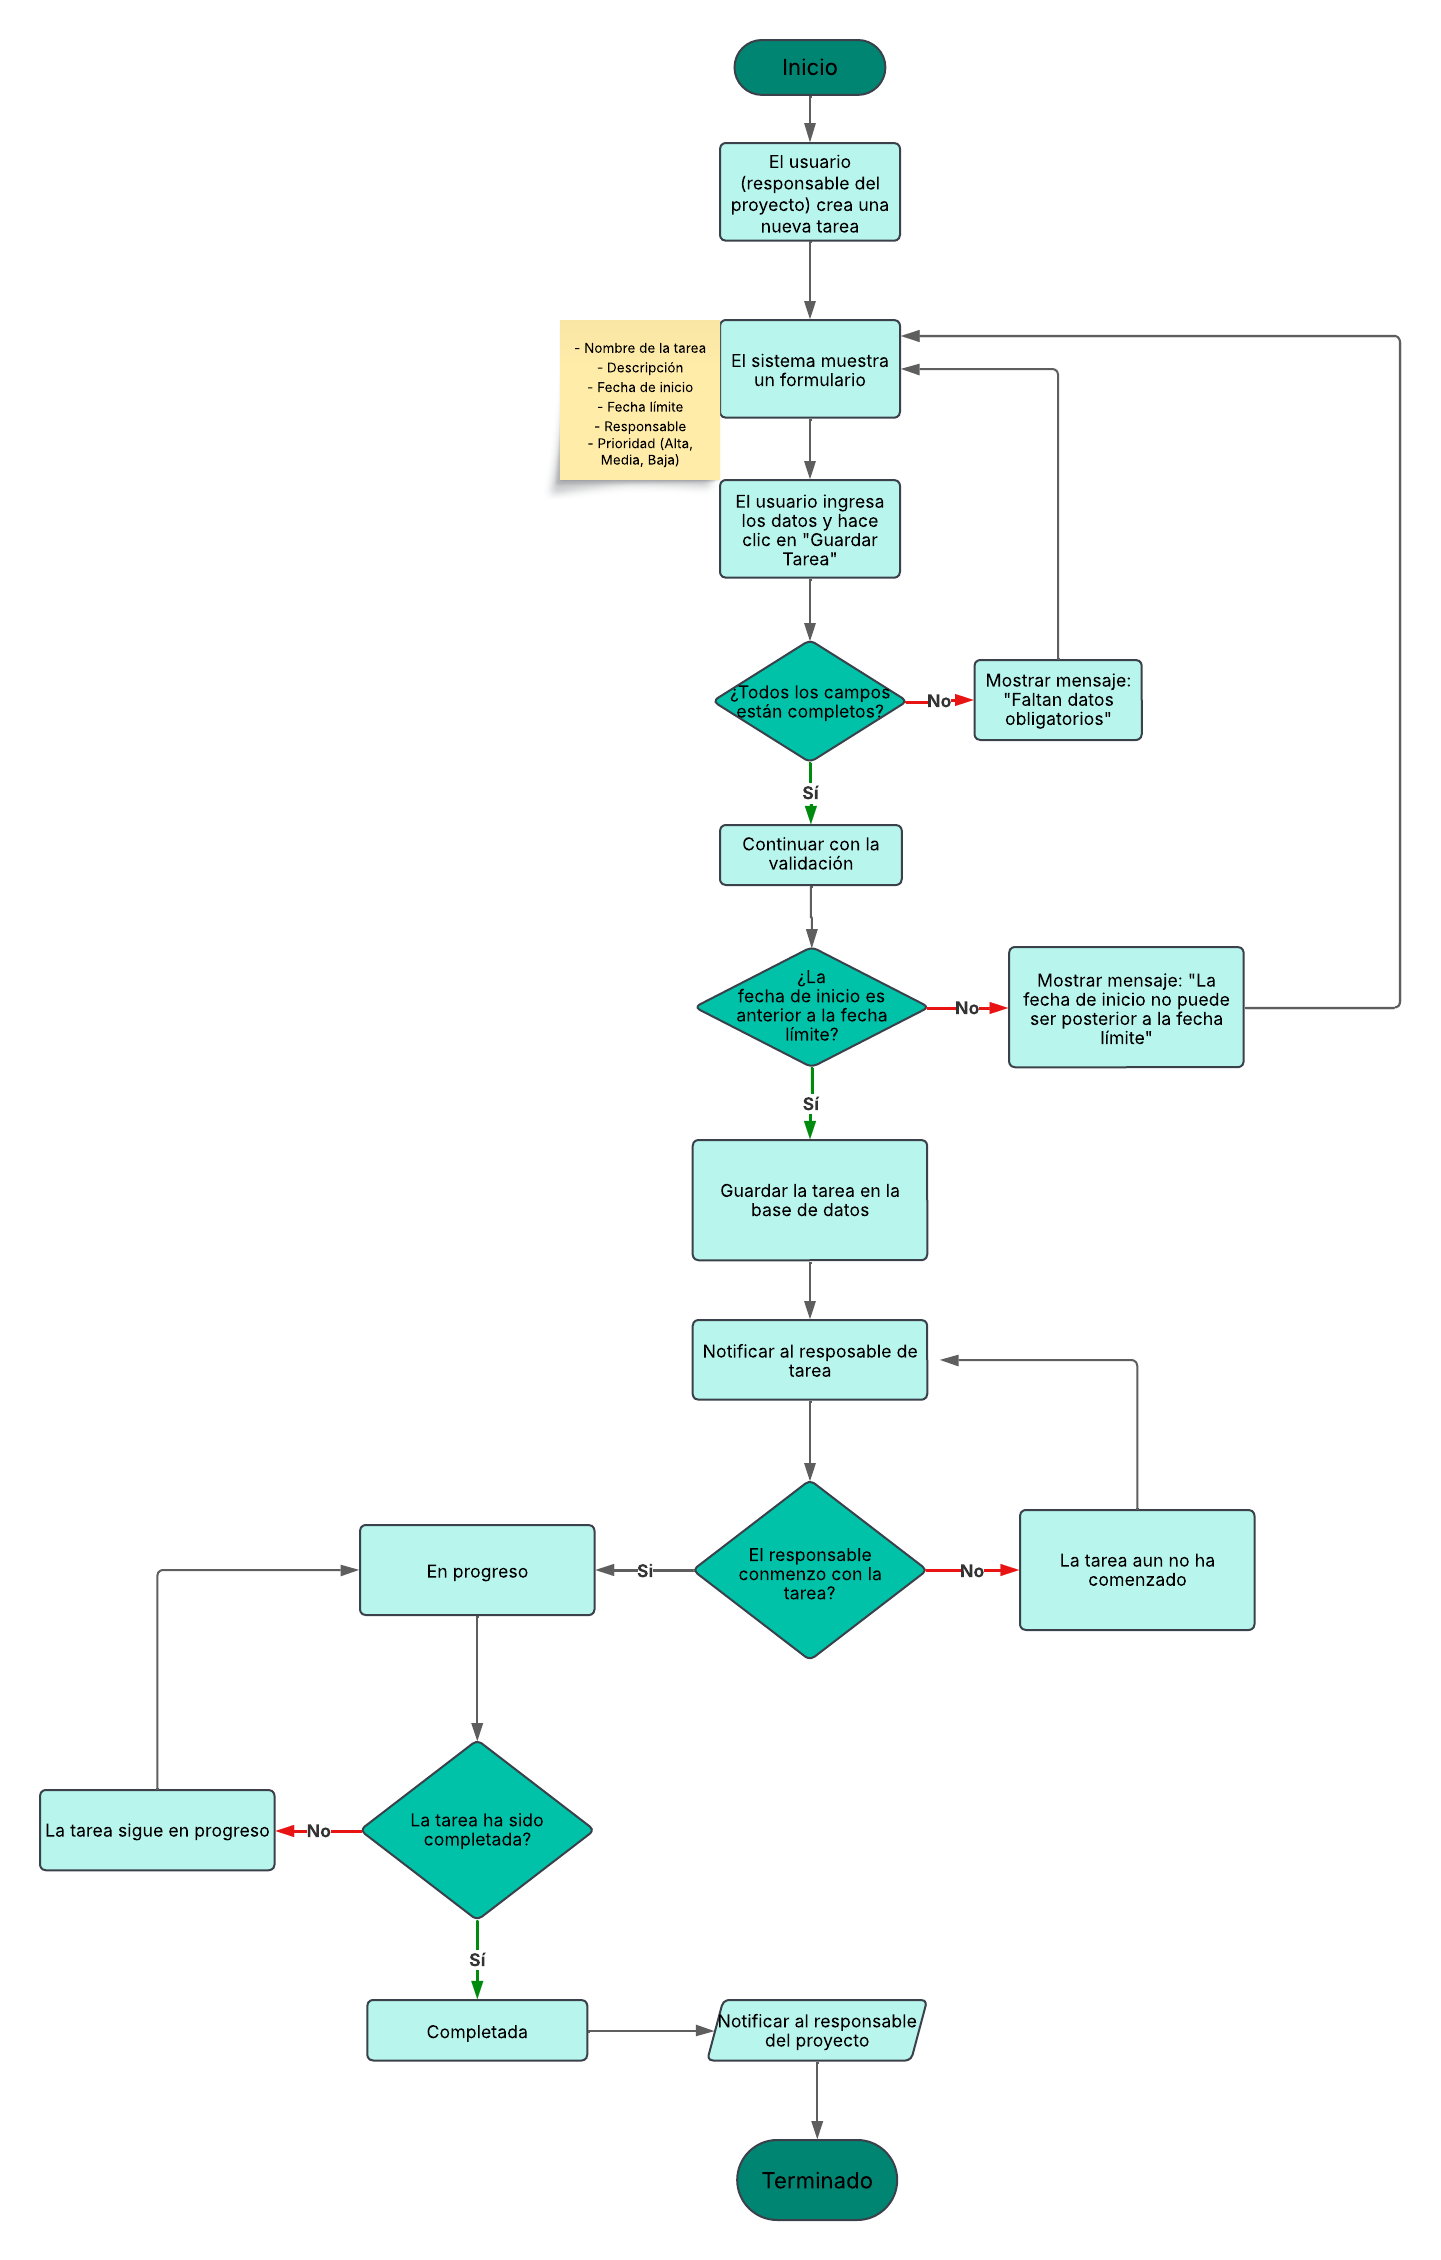 Inicio
El usuario
(responsable del
proyecto) crea una
nueva tarea
- Nombre de la tarea
- Descripción
- Fecha de inicio
- Fecha límite
- Responsable
- Prioridad (Alta,
Media, Baja)
El sistema muestra
un formulario
El usuario ingresa
los datos y hace
clic en "Guardar
Tarea"
¿Todos los campos
están completos?
No
Mostrar mensaje:
"Faltan datos
obligatorios"
Sí
Continuar con la
validación
¿La
fecha de inicio es
anterior a la fecha
límite?
No
Mostrar mensaje: "La
fecha de inicio no puede
ser posterior a la fecha
límite"
Sí
Guardar la tarea en la
base de datos
Notificar al resposable de
tarea
El responsable
conmenzo con la
tarea?
No
La tarea aun no ha
comenzado
Si
En progreso
La tarea ha sido
completada?
No
La tarea sigue en progreso
Sí
Completada
Notificar al responsable
del proyecto
Terminado